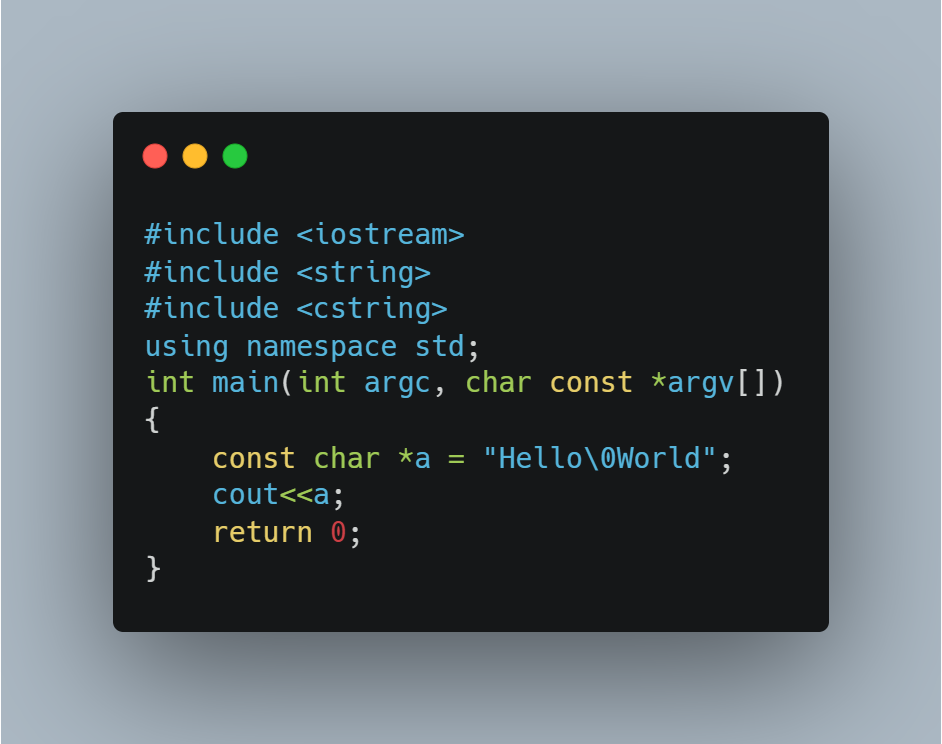 #include <iostream>
#include <string>
#include <cstring>
using namespace std;
int main(int argc, char const *argv[])
{
    const char *a = "Hello\0World";
    cout<<a;
    return 0;
}